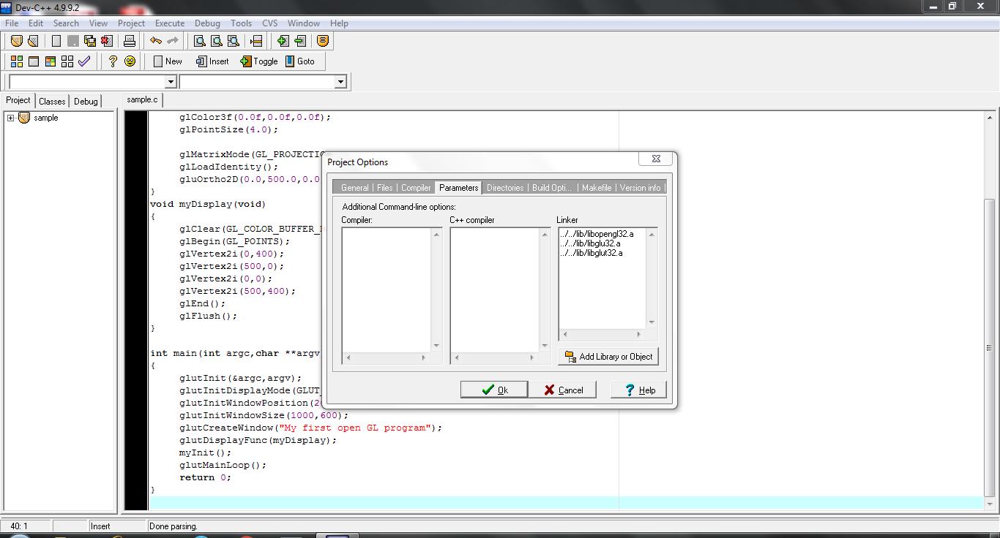 Dev-C++ 4.9.9.2
File Edit Search View Project Execute Debug Tools CVS Window Help
New Insert Toggle Goto
Project Classes Debug
sample.c
sample
glColor3f(0.0f,0.0f,0.0f);
glPointSize(4.0);
glMatrixMode(GL_PROJECTIO
glLoadIdentity();
gluOrtho2D(0.0,500.0,0.0
}
void myDisplay(void)
{
glClear(GL_COLOR_BUFFER_
glBegin(GL_POINTS);
glVertex2i(0,400);
glVertex2i(500,0);
glVertex2i(0,0);
glVertex2i(500,400);
glEnd();
glFlush();
}
int main(int argc,char **argv
{
glutInit(&argc,argv);
glutInitDisplayMode(GLUT_
glutInitWindowPosition(20
glutInitWindowSize(1000,600);
glutCreateWindow("My first open GL program");
glutDisplayFunc(myDisplay);
myInit();
glutMainLoop();
return 0;
}
Project Options
General Files Compiler Parameters Directories Build Opti... Makefile Version info
Additional Command-line options:
Compiler: C++ compiler Linker
../../lib/libopengl32.a
../../lib/libglu32.a
../../lib/libglut32.a
Add Library or Object
Ok Cancel Help
40: 1 Insert Done parsing.